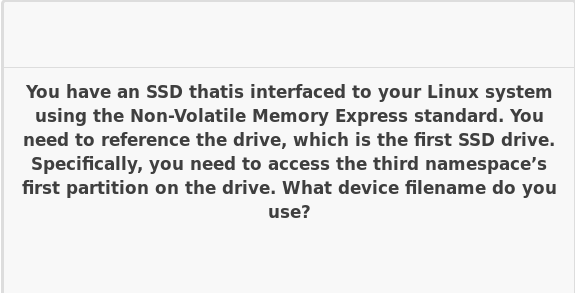 You have an SSD thatis interfaced to your Linux system
using the Non-Volatile Memory Express standard. You
need to reference the drive, which is the first SSD drive.
Specifically, you need to access the third namespace’s
first partition on the drive. What device filename do you
use?